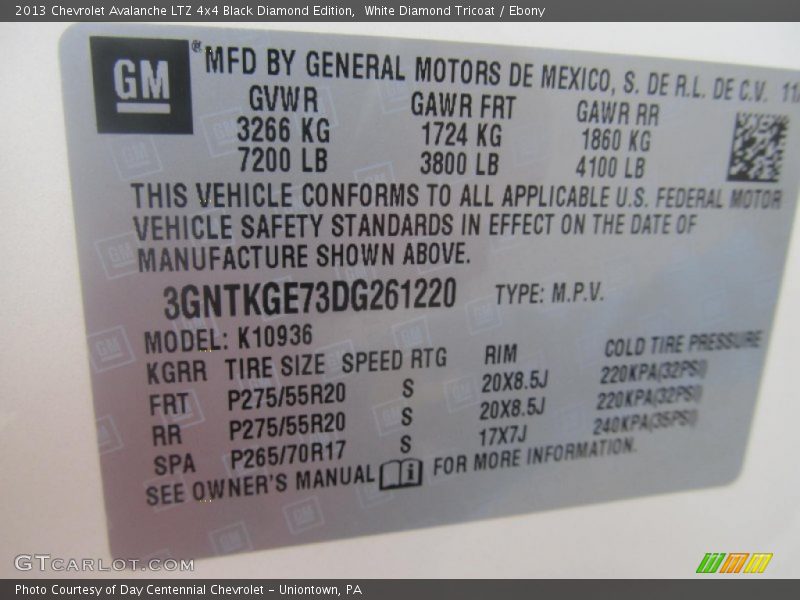 2013 Chevrolet Avalanche LTZ 4x4 Black Diamond Edition,  White Diamond Tricoat / Ebony
GM ® MFD BY GENERAL MOTORS DE MEXICO, S. DE R.L. DE C.V. 11/
GVWR GAWR FRT GAWR RR
3266 KG 1724 KG 1860 KG
7200 LB 3800 LB 4100 LB
THIS VEHICLE CONFORMS TO ALL APPLICABLE U.S. FEDERAL MOTOR
VEHICLE SAFETY STANDARDS IN EFFECT ON THE DATE OF
MANUFACTURE SHOWN ABOVE.
3GNTKGE73DG261220 TYPE: M.P.V.
MODEL: K10936
KGRR TIRE SIZE SPEED RTG RIM COLD TIRE PRESSURE
FRT P275/55R20 S 20X8.5J 220KPA(32PSI)
RR P275/55R20 S 20X8.5J 220KPA(32PSI)
SPA P265/70R17 S 17X7J 240KPA(35PSI)
SEE OWNER'S MANUAL i FOR MORE INFORMATION.
GTCARLOT.COM
Photo Courtesy of Day Centennial Chevrolet - Uniontown, PA